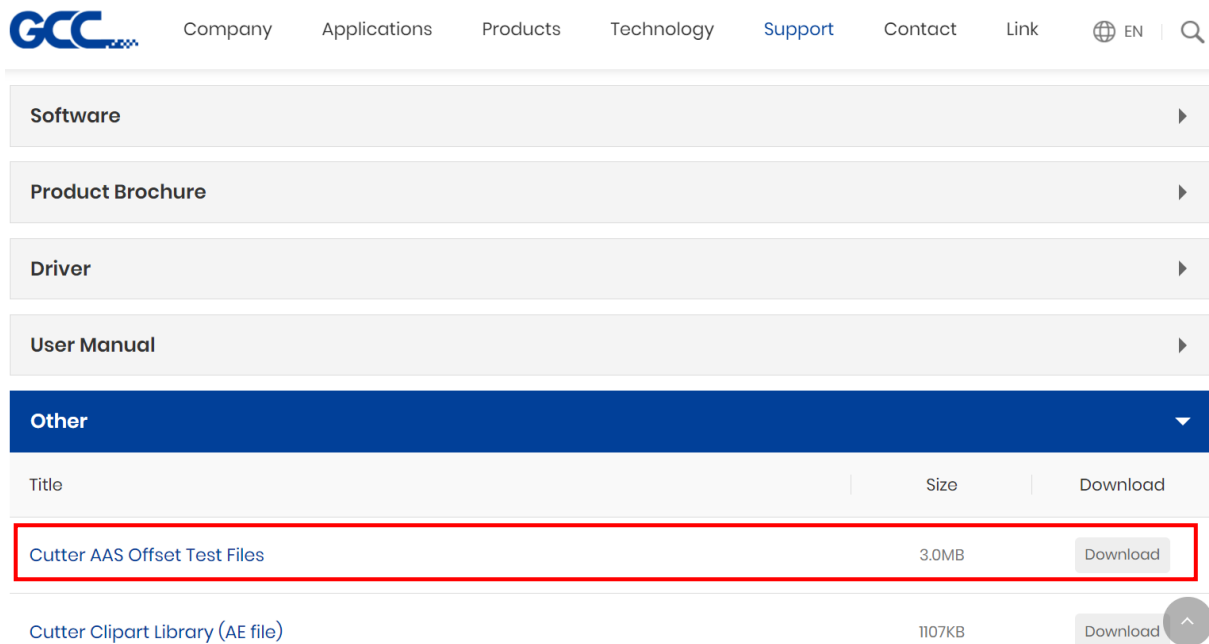 GCC Company Applications Products Technology Support Contact Link EN
Software
Product Brochure
Driver
User Manual
Other
Title Size Download
Cutter AAS Offset Test Files 3.0MB Download
Cutter Clipart Library (AE file) 1107KB Download